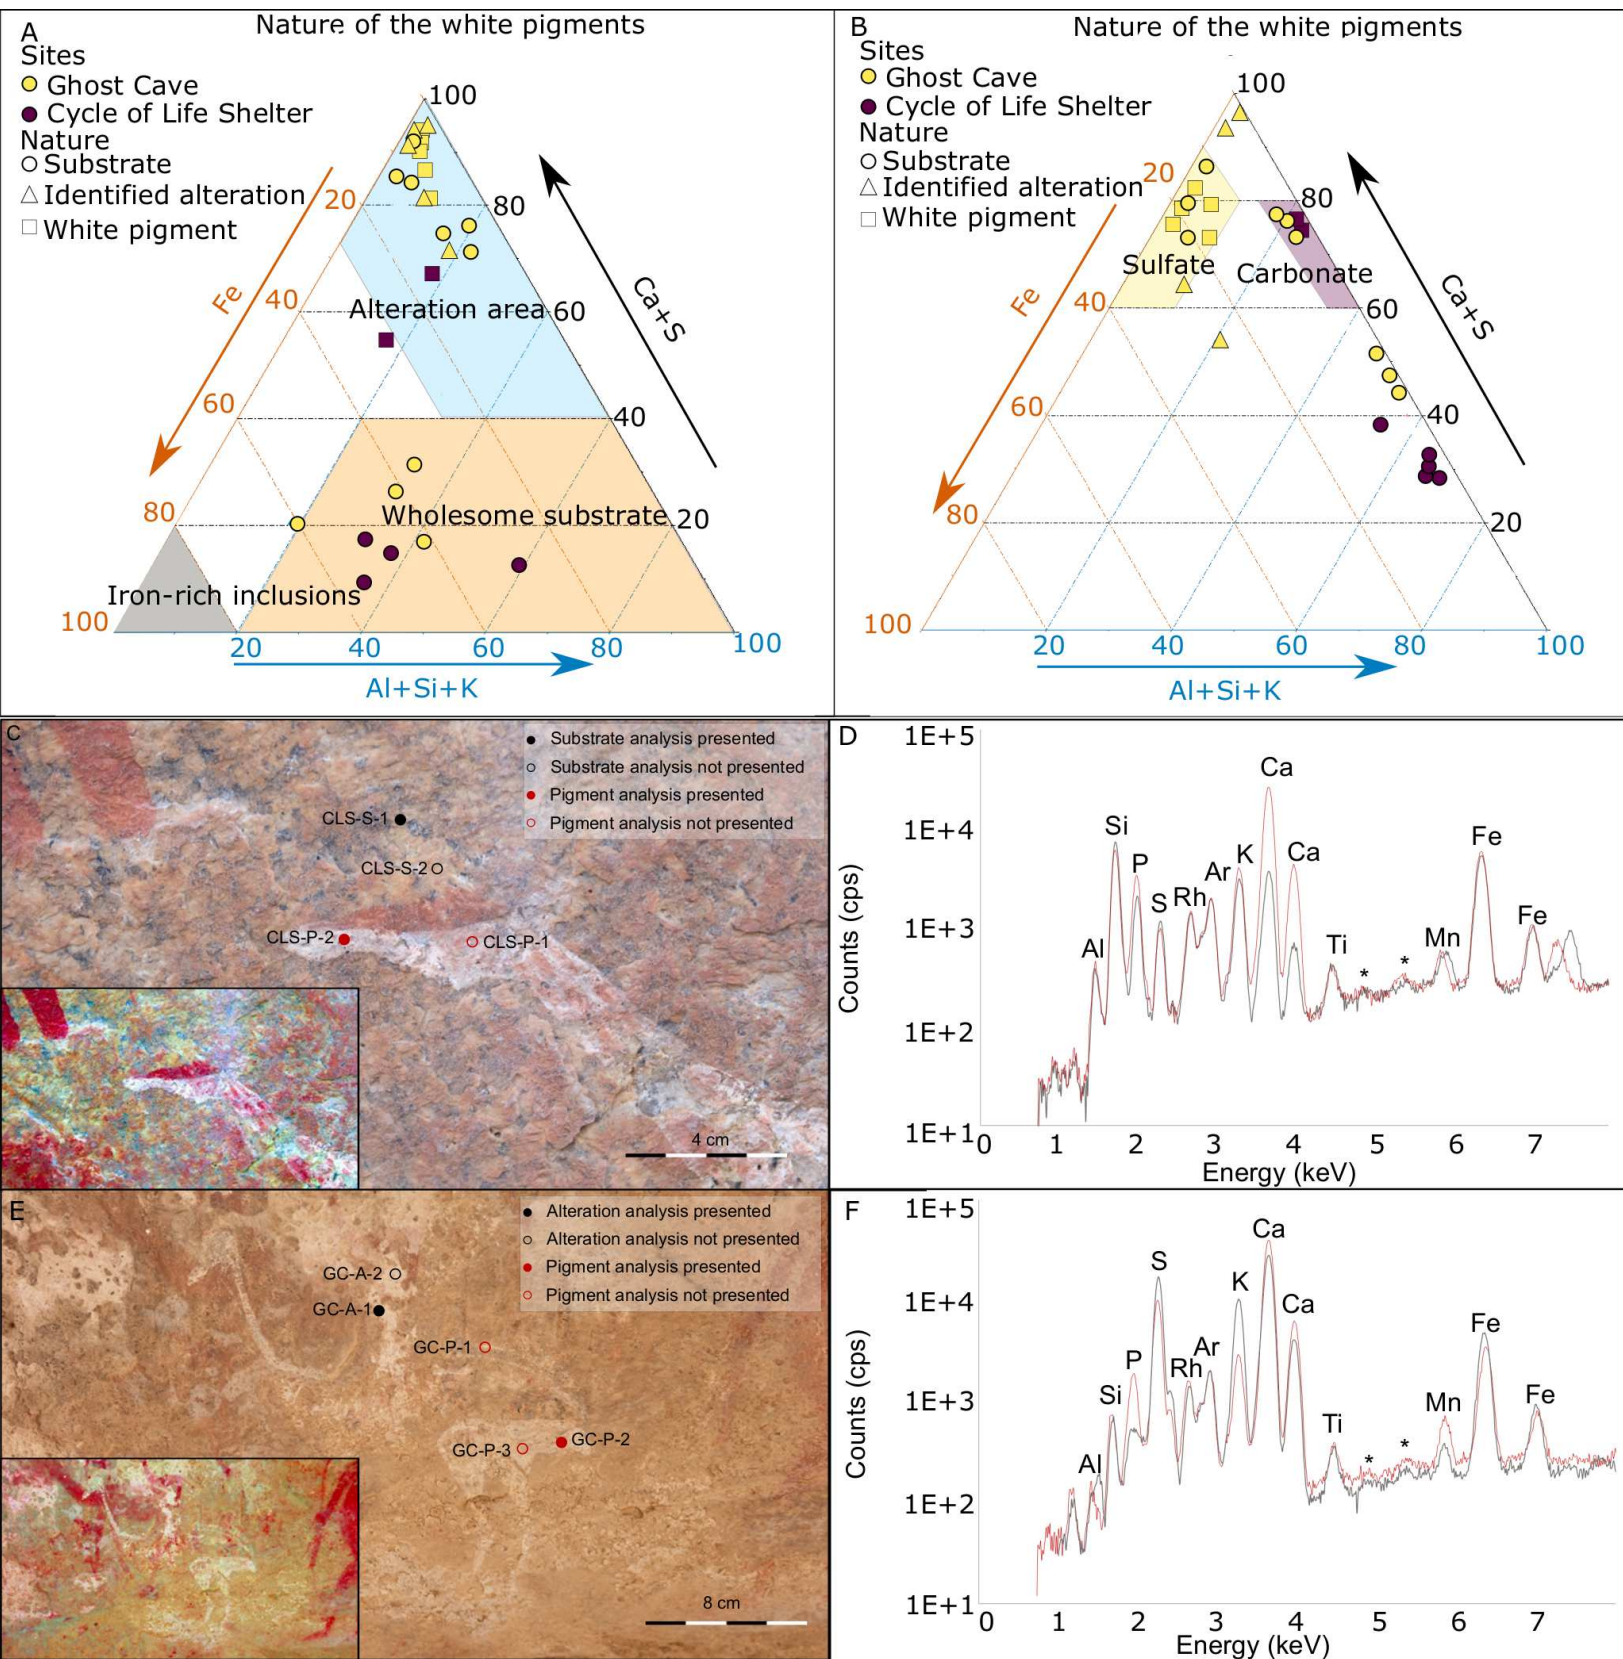 A
Nature of the white pigments
Sites
Ghost Cave
Cycle of Life Shelter
Nature
Substrate
Identified alteration
White pigment
100
20
80
Fe
40
Alteration area
60
Ca+S
60
40
80
Wholesome substrate
20
Iron-rich inclusions
100
20
40
60
80
100
Al+Si+K
B
Nature of the white pigments
Sites
Ghost Cave
Cycle of Life Shelter
Nature
Substrate
Identified alteration
White pigment
100
20
80
Sulfate
Carbonate
Fe
40
60
Ca+S
60
40
80
20
100
20
40
60
80
100
Al+Si+K
C
Substrate analysis presented
Substrate analysis not presented
Pigment analysis presented
Pigment analysis not presented
CLS-S-1
CLS-S-2
CLS-P-2
CLS-P-1
4 cm
D
1E+5
1E+4
1E+3
1E+2
1E+1
Counts (cps)
Al
Si
P
S
Rh
Ar
K
Ca
Ca
Ti
*
*
Mn
Fe
Fe
0 1 2 3 4 5 6 7
Energy (keV)
E
Alteration analysis presented
Alteration analysis not presented
Pigment analysis presented
Pigment analysis not presented
GC-A-2
GC-A-1
GC-P-1
GC-P-3
GC-P-2
8 cm
F
1E+5
1E+4
1E+3
1E+2
1E+1
Counts (cps)
Al
Si
P
S
Rh
Ar
K
Ca
Ca
Ti
*
*
Mn
Fe
Fe
0 1 2 3 4 5 6 7
Energy (keV)